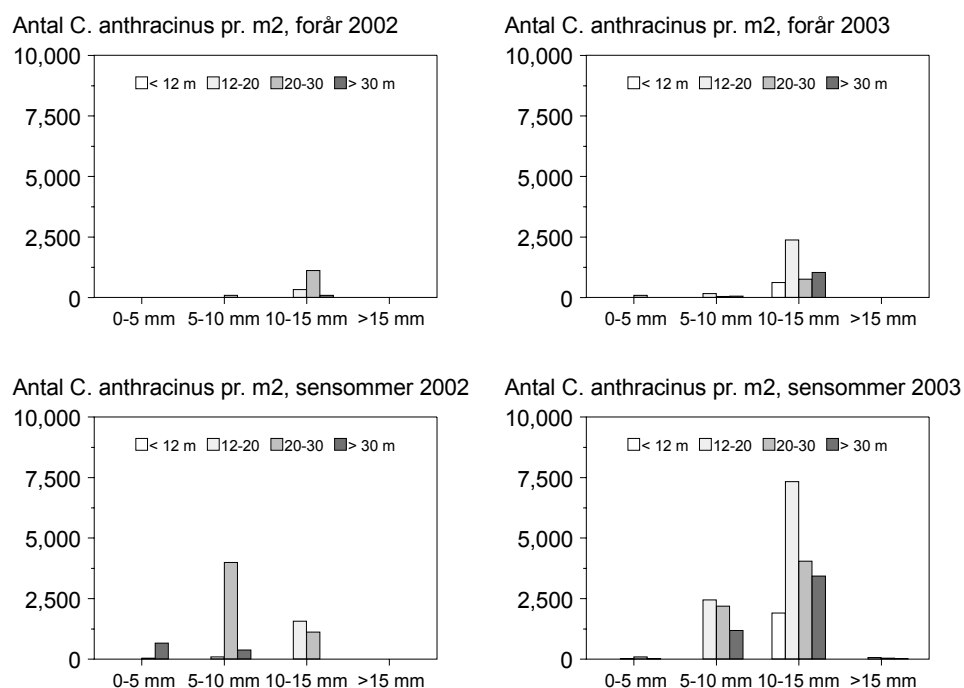 Antal C. anthracinus pr. m2, forår 2002
10,000
7,500
5,000
2,500
0
< 12 m 12-20 20-30 > 30 m
0-5 mm 5-10 mm 10-15 mm >15 mm
Antal C. anthracinus pr. m2, forår 2003
10,000
7,500
5,000
2,500
0
< 12 m 12-20 20-30 > 30 m
0-5 mm 5-10 mm 10-15 mm >15 mm
Antal C. anthracinus pr. m2, sensommer 2002
10,000
7,500
5,000
2,500
0
< 12 m 12-20 20-30 > 30 m
0-5 mm 5-10 mm 10-15 mm >15 mm
Antal C. anthracinus pr. m2, sensommer 2003
10,000
7,500
5,000
2,500
0
< 12 m 12-20 20-30 > 30 m
0-5 mm 5-10 mm 10-15 mm >15 mm